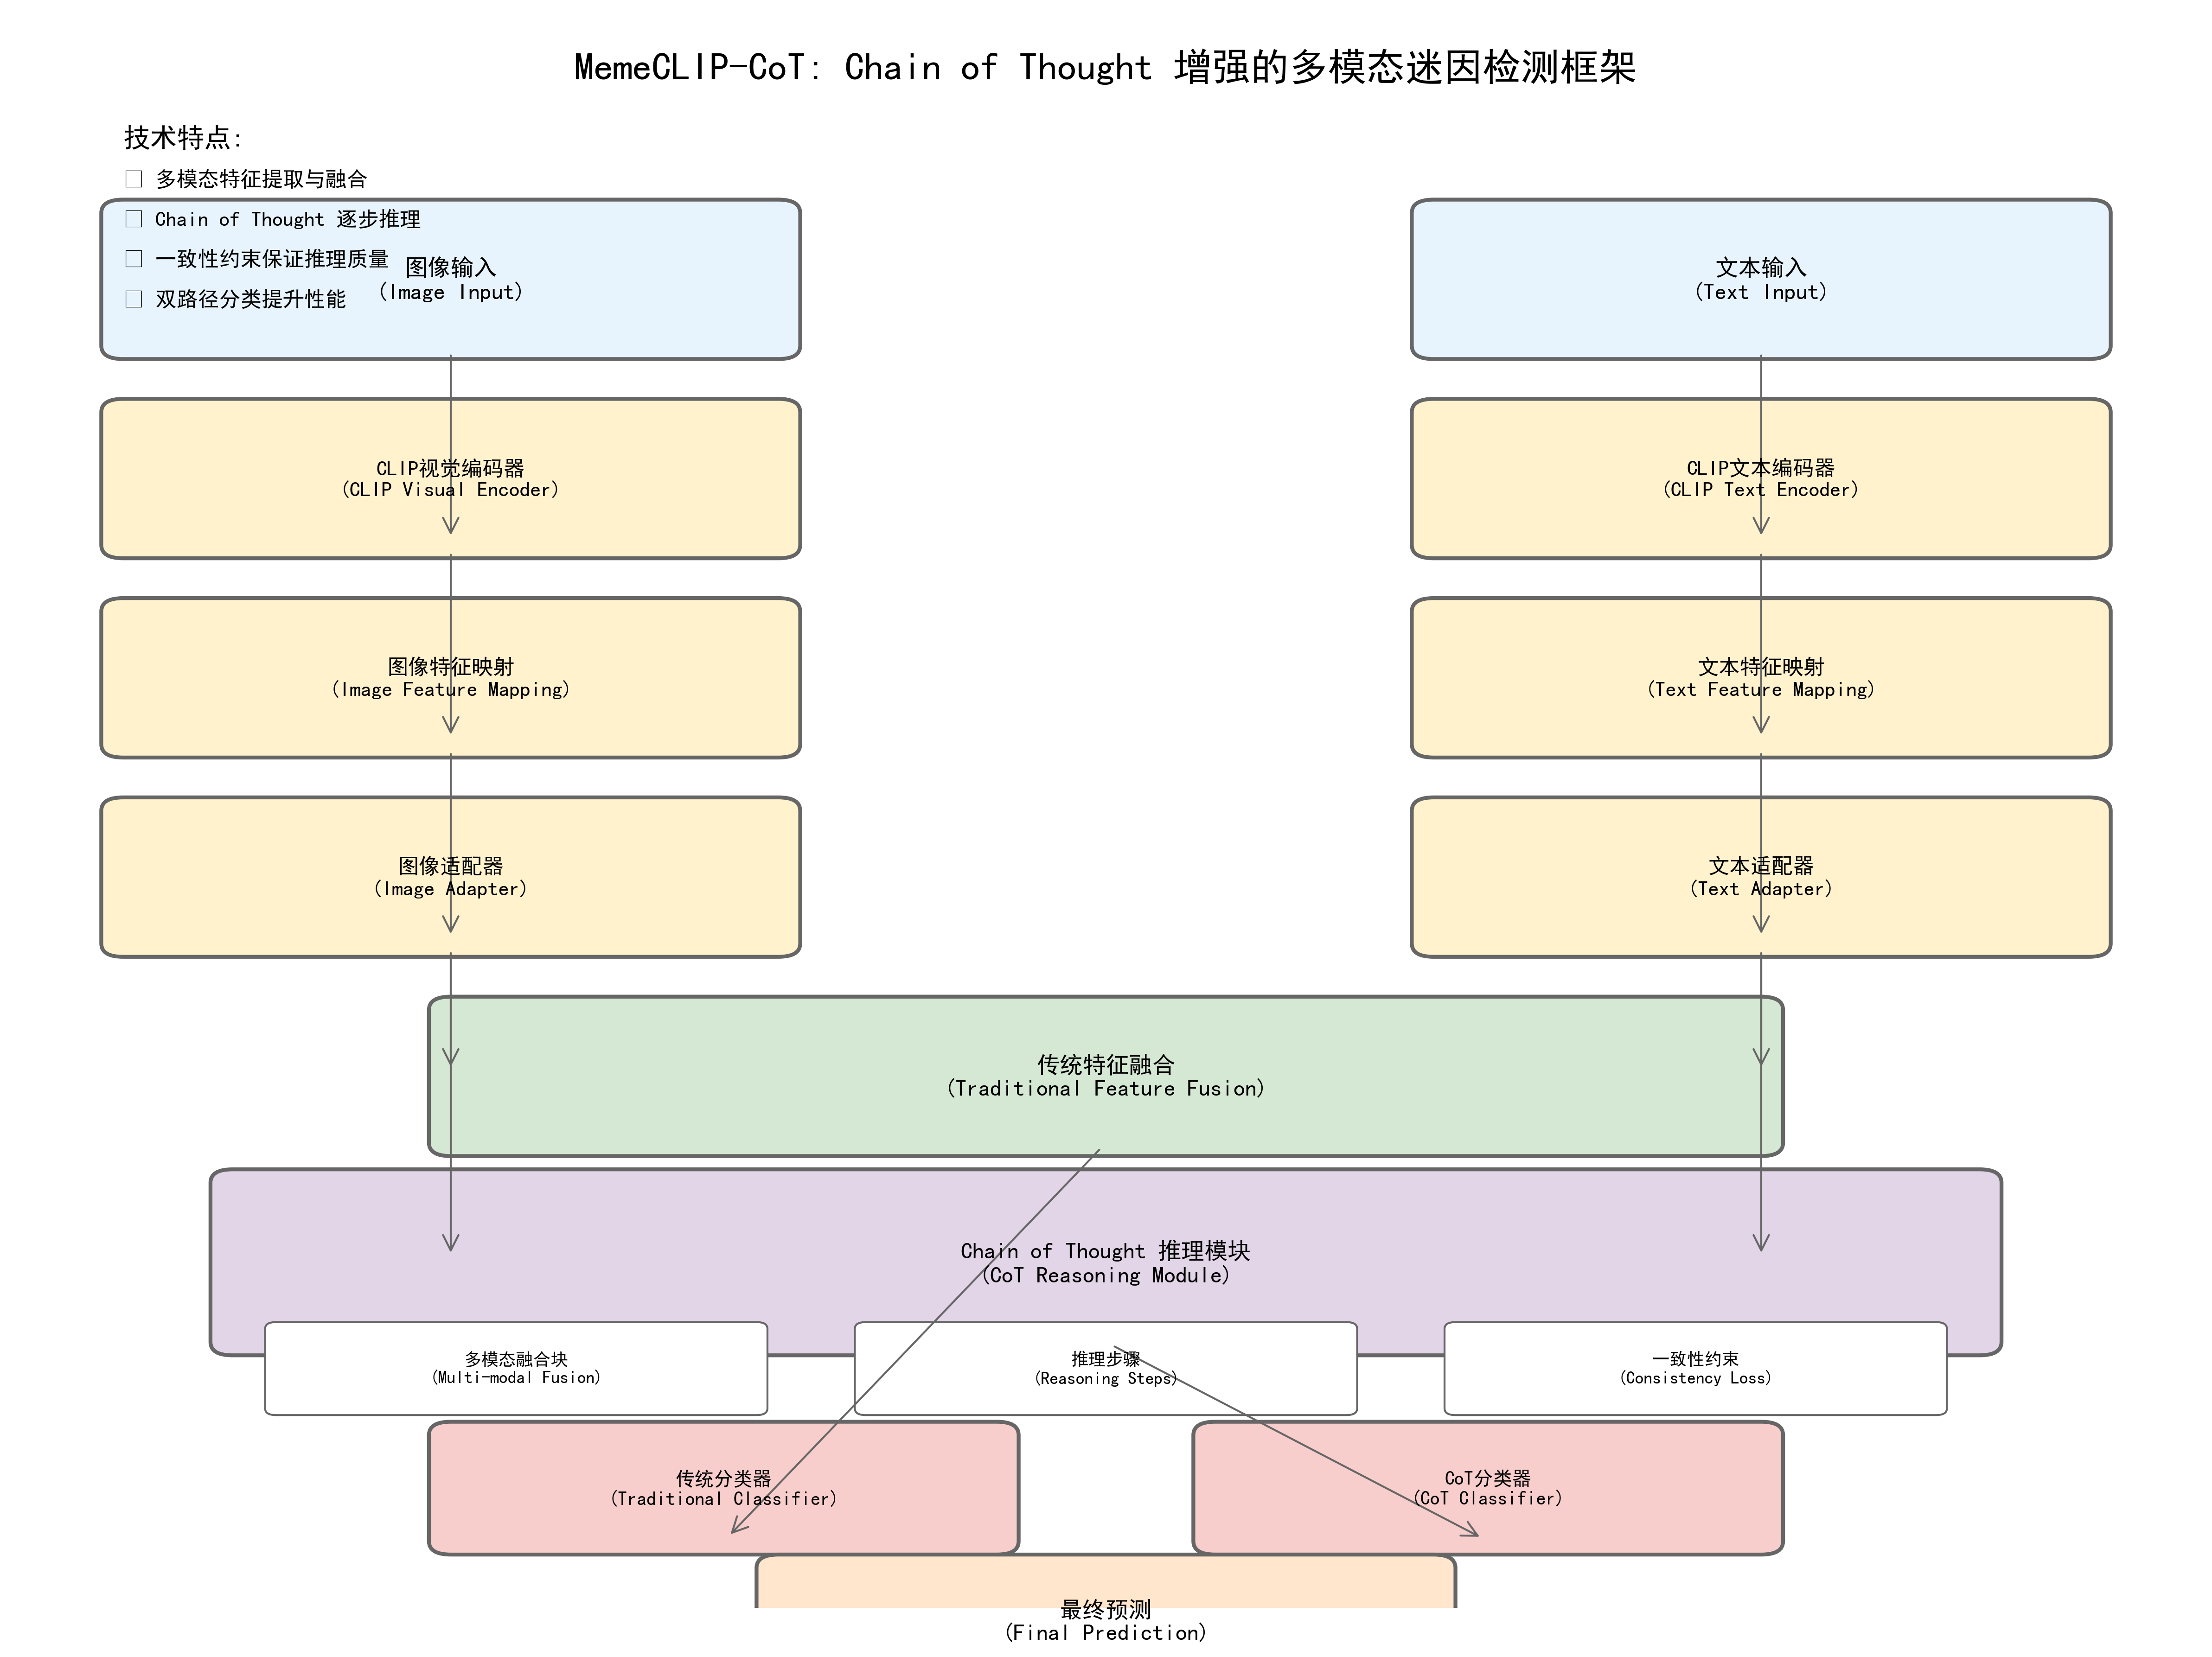 MemeCLIP-CoT: Chain of Thought 增强的多模态迷因检测框架
技术特点:
□ 多模态特征提取与融合
□ Chain of Thought 逐步推理
□ 一致性约束保证推理质量
□ 双路径分类提升性能
图像输入
(Image Input)
文本输入
(Text Input)
CLIP视觉编码器
(CLIP Visual Encoder)
CLIP文本编码器
(CLIP Text Encoder)
图像特征映射
(Image Feature Mapping)
文本特征映射
(Text Feature Mapping)
图像适配器
(Image Adapter)
文本适配器
(Text Adapter)
传统特征融合
(Traditional Feature Fusion)
Chain of Thought 推理模块
(CoT Reasoning Module)
多模态融合块
(Multi-modal Fusion)
推理步骤
(Reasoning Steps)
一致性约束
(Consistency Loss)
传统分类器
(Traditional Classifier)
CoT分类器
(CoT Classifier)
最终预测
(Final Prediction)